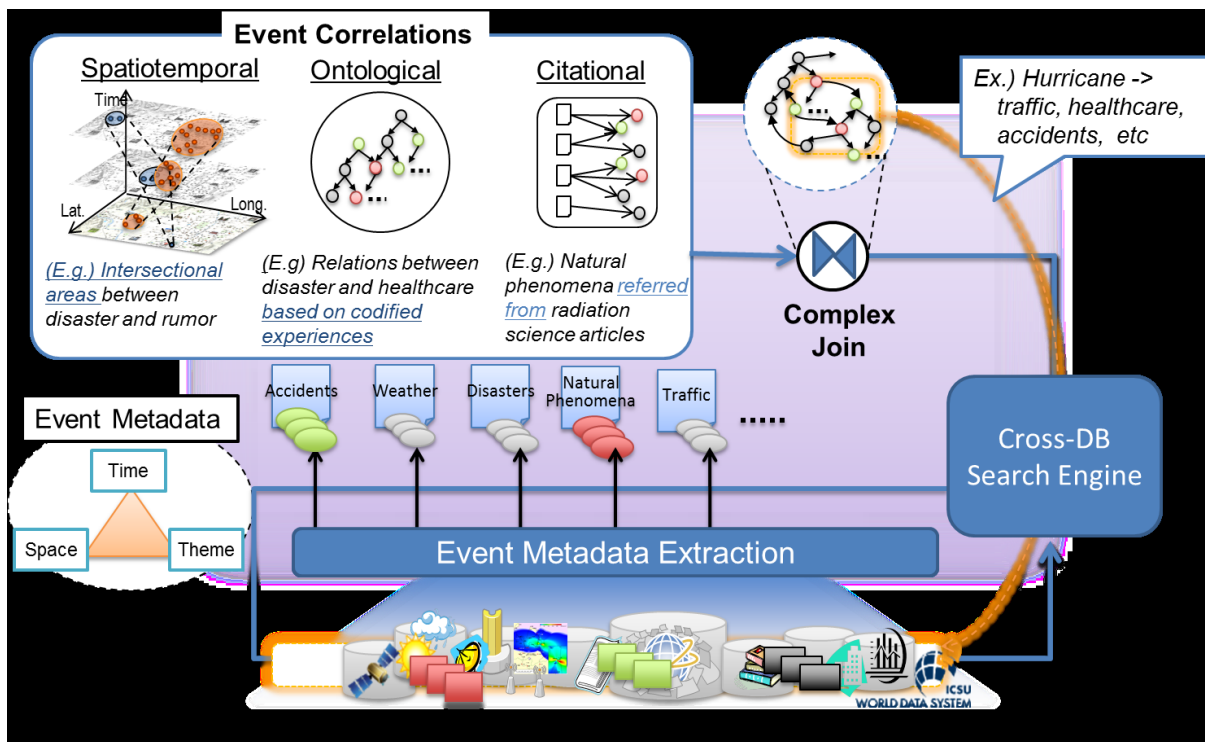 Event Correlations
Spatiotemporal
Ontological
Citational
Time
Lat.
Long.
(E.g.) Intersectional
areas between
disaster and rumor
(E.g) Relations between
disaster and healthcare
based on codified
experiences
(E.g.) Natural
phenomena referred
from radiation
science articles
Ex.) Hurricane ->
traffic, healthcare,
accidents, etc
Complex
Join
Accidents
Weather
Disasters
Natural
Phenomena
Traffic
Event Metadata
Time
Space
Theme
Cross-DB
Search Engine
Event Metadata Extraction
ICSU
WORLD DATA SYSTEM